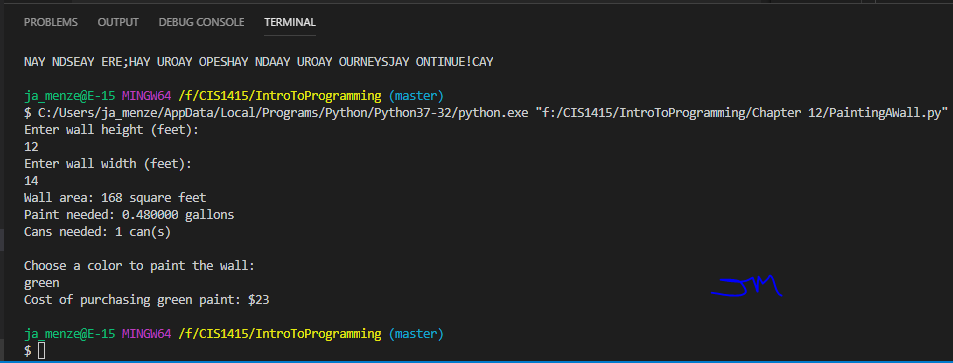 PROBLEMS OUTPUT DEBUG CONSOLE TERMINAL
NAY NDSEAY ERE;HAY UROAY OPESHAY NDAAY UROAY OURNEYSJAY ONTINUE!CAY
ja_menze@E-15 MINGW64 /f/CIS1415/IntroToProgramming (master)
$ C:/Users/ja_menze/AppData/Local/Programs/Python/Python37-32/python.exe "f:/CIS1415/IntroToProgramming/Chapter 12/PaintingAWall.py"
Enter wall height (feet):
12
Enter wall width (feet):
14
Wall area: 168 square feet
Paint needed: 0.480000 gallons
Cans needed: 1 can(s)
Choose a color to paint the wall:
green
Cost of purchasing green paint: $23
JM
ja_menze@E-15 MINGW64 /f/CIS1415/IntroToProgramming (master)
$